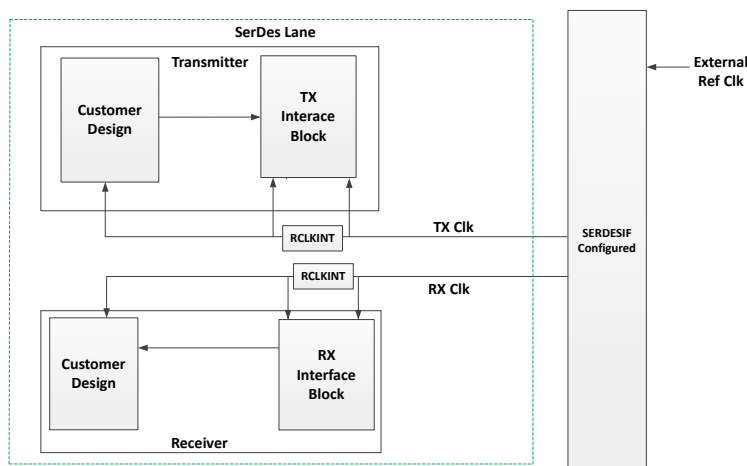 SerDes Lane
Transmitter
Customer
Design
TX
Interace
Block
External
Ref Clk
RCLKINT
TX Clk
SERDESIF
Configured
RCLKINT
RX Clk
Customer
Design
RX
Interface
Block
Receiver